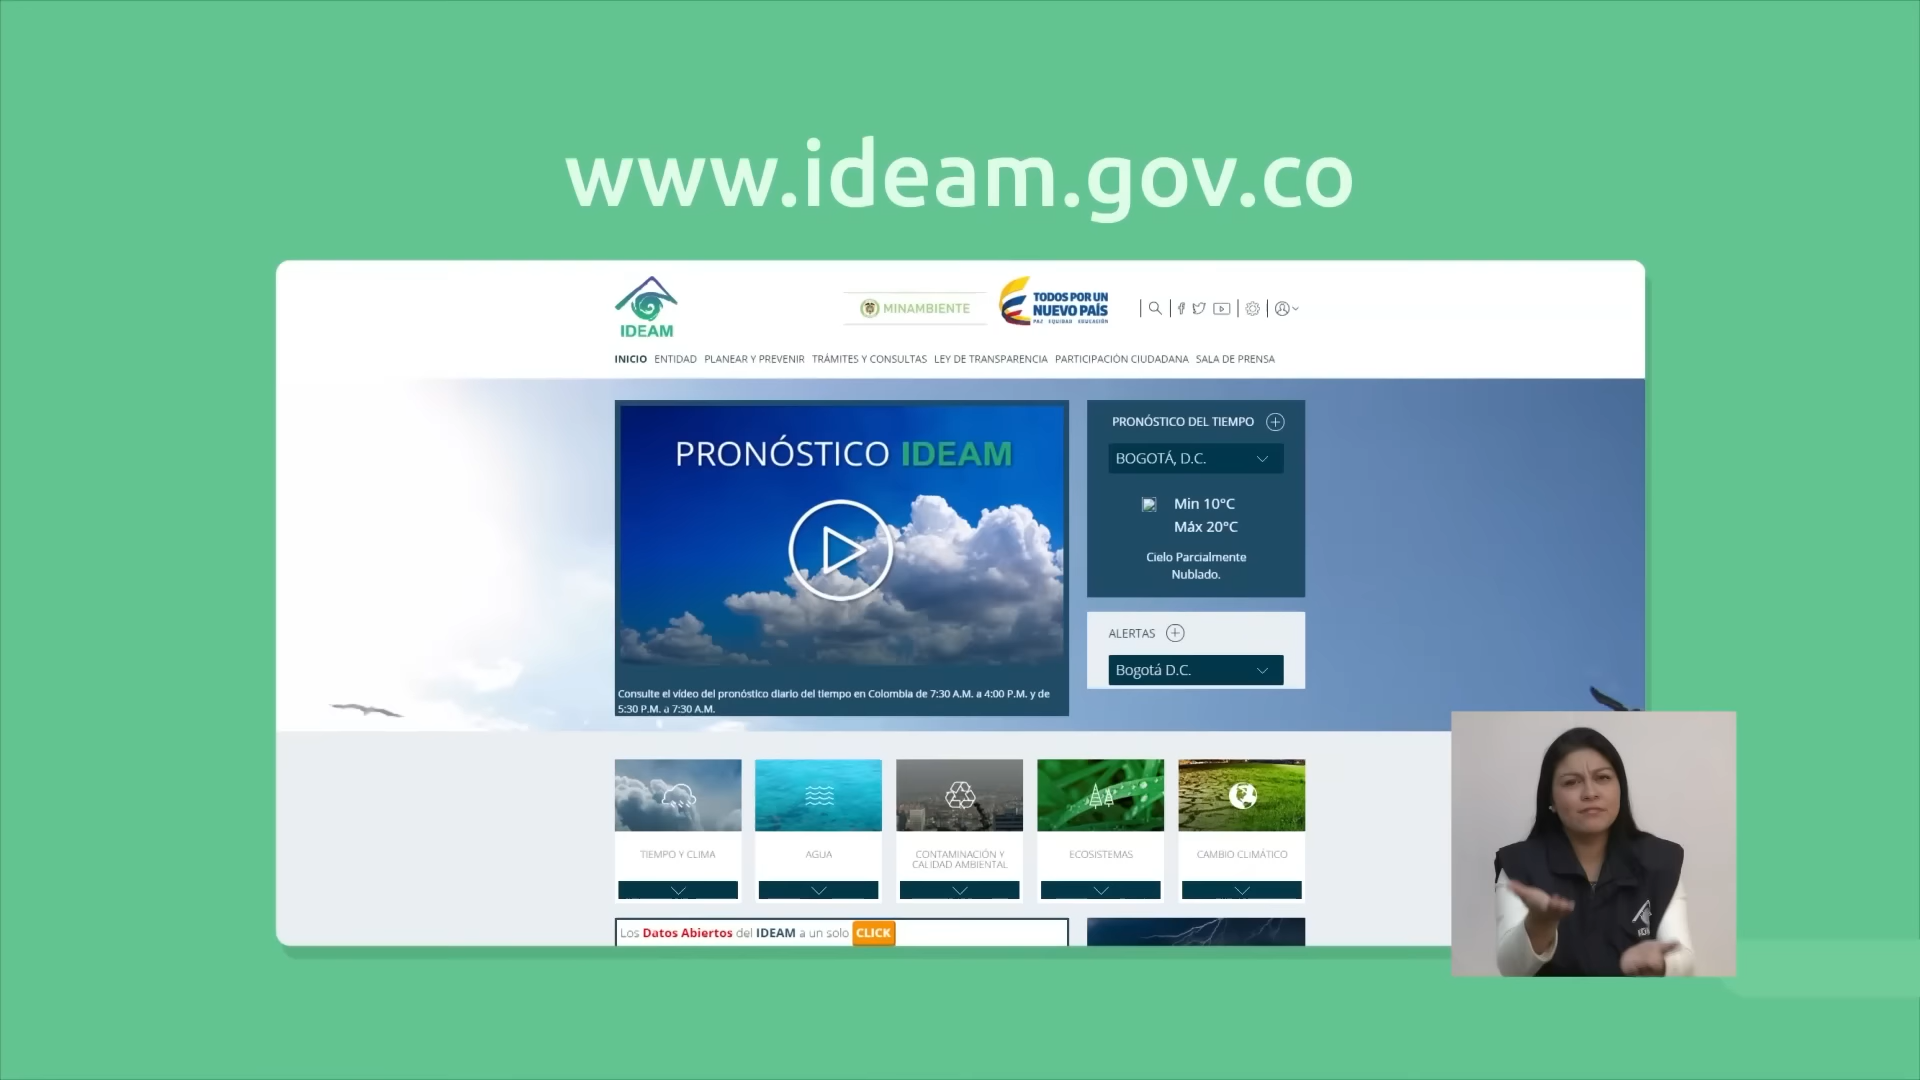 www.ideam.gov.co
IDEAM
MINAMBIENTE
TODOS POR UN
NUEVO PAÍS
PAZ EQUIDAD EDUCACIÓN
INICIO ENTIDAD PLANEAR Y PREVENIR TRÁMITES Y CONSULTAS LEY DE TRANSPARENCIA PARTICIPACIÓN CIUDADANA SALA DE PRENSA
PRONÓSTICO IDEAM
Consulte el vídeo del pronóstico diario del tiempo en Colombia de 7:30 A.M. a 4:00 P.M. y de
5:30 P.M. a 7:30 A.M.
PRONÓSTICO DEL TIEMPO
BOGOTÁ, D.C.
Min 10°C
Máx 20°C
Cielo Parcialmente
Nublado.
ALERTAS
Bogotá D.C.
TIEMPO Y CLIMA
AGUA
CONTAMINACIÓN Y
CALIDAD AMBIENTAL
ECOSISTEMAS
CAMBIO CLIMÁTICO
Los Datos Abiertos del IDEAM a un solo CLICK